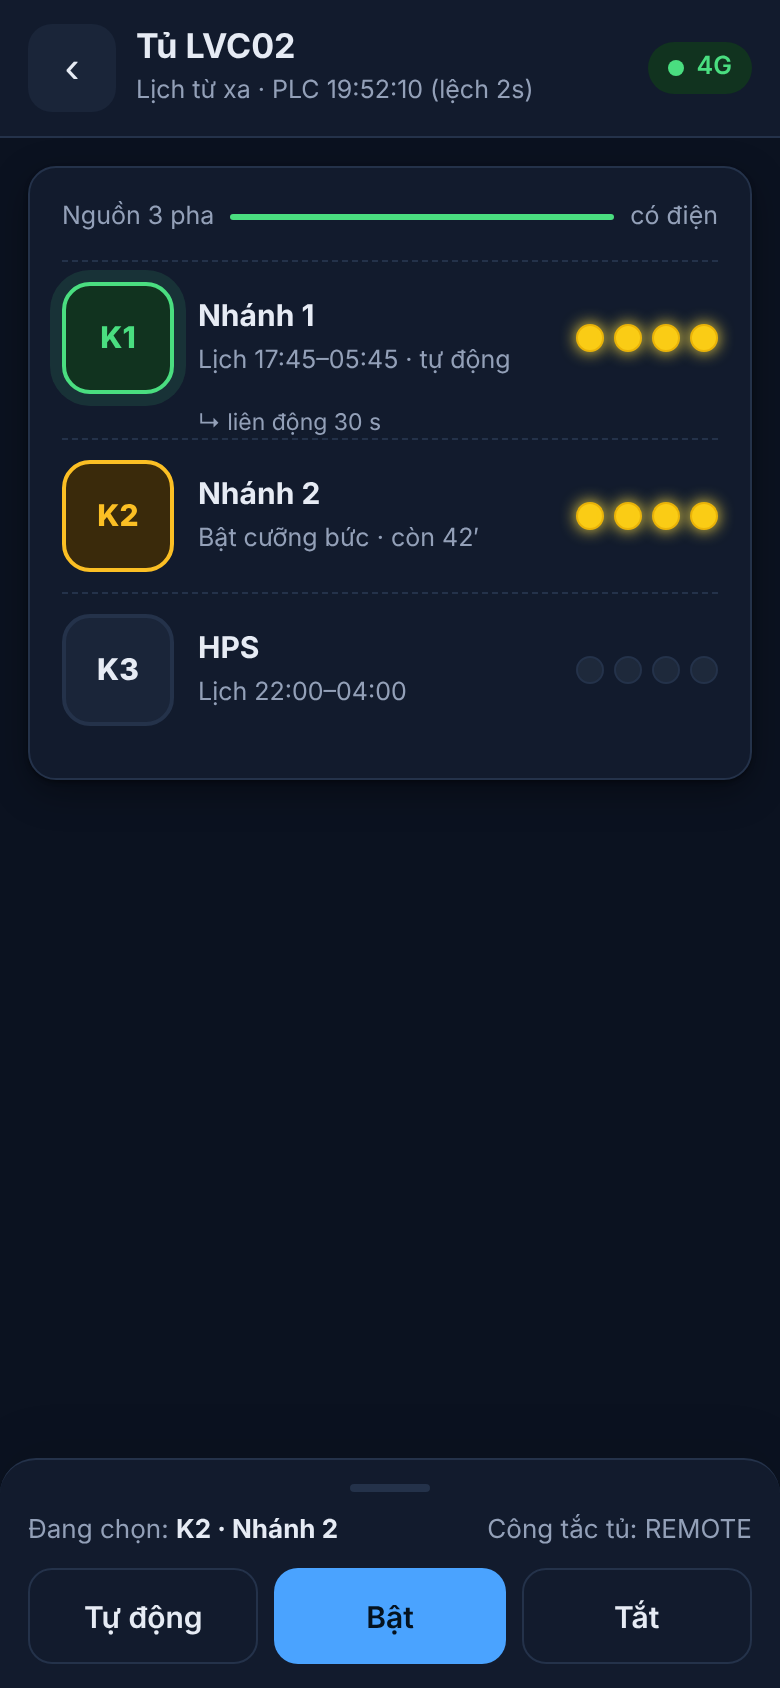 ‹
Tủ LVC02
Lịch từ xa · PLC 19:52:10 (lệch 2s)
4G
Nguồn 3 pha
có điện
K1
Nhánh 1
Lịch 17:45–05:45 · tự động
↳ liên động 30 s
K2
Nhánh 2
Bật cưỡng bức · còn 42′
K3
HPS
Lịch 22:00–04:00
Đang chọn: K2 · Nhánh 2
Công tắc tủ: REMOTE
Tự động
Bật
Tắt